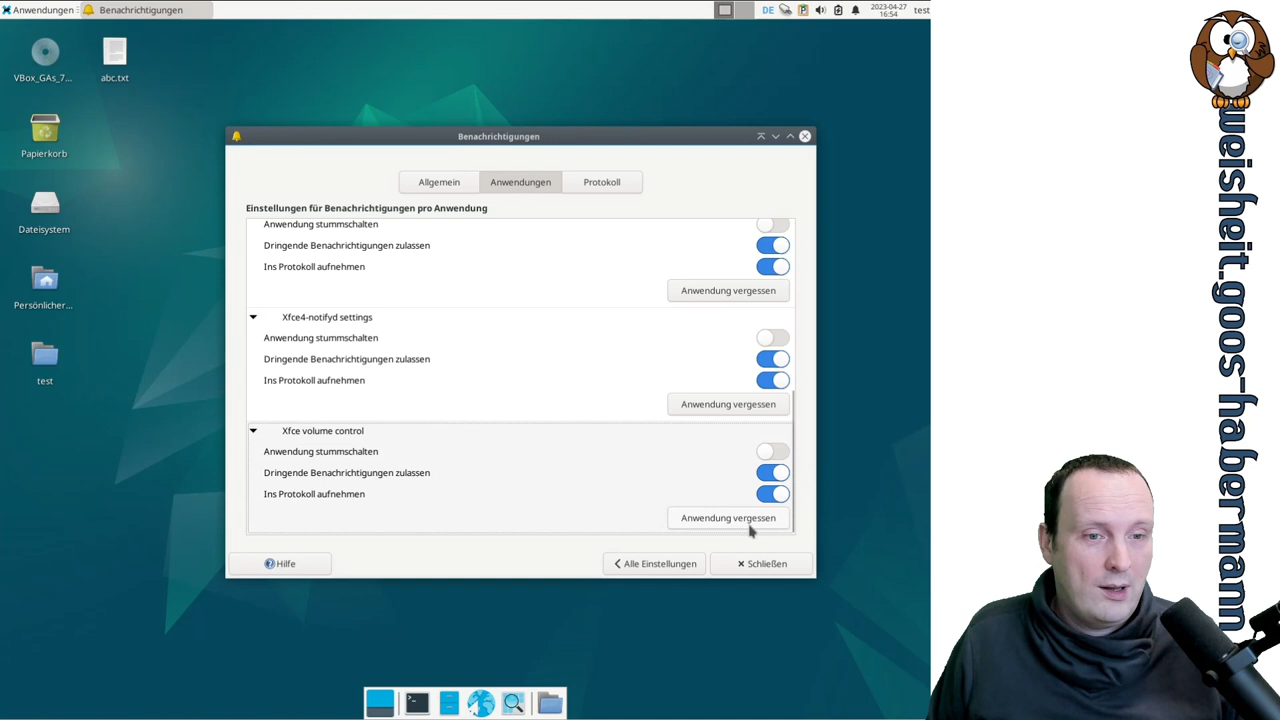 Anwendungen
Benachrichtigungen
DE
2023-04-27
16:54
test
VBox_GAs_7...
abc.txt
Papierkorb
Dateisystem
Persönlicher...
test
Benachrichtigungen
Allgemein
Anwendungen
Protokoll
Einstellungen für Benachrichtigungen pro Anwendung
Anwendung stummschalten
Dringende Benachrichtigungen zulassen
Ins Protokoll aufnehmen
Anwendung vergessen
Xfce4-notifyd settings
Anwendung stummschalten
Dringende Benachrichtigungen zulassen
Ins Protokoll aufnehmen
Anwendung vergessen
Xfce volume control
Anwendung stummschalten
Dringende Benachrichtigungen zulassen
Ins Protokoll aufnehmen
Anwendung vergessen
Hilfe
Alle Einstellungen
Schließen
weisheit.goos-habermann